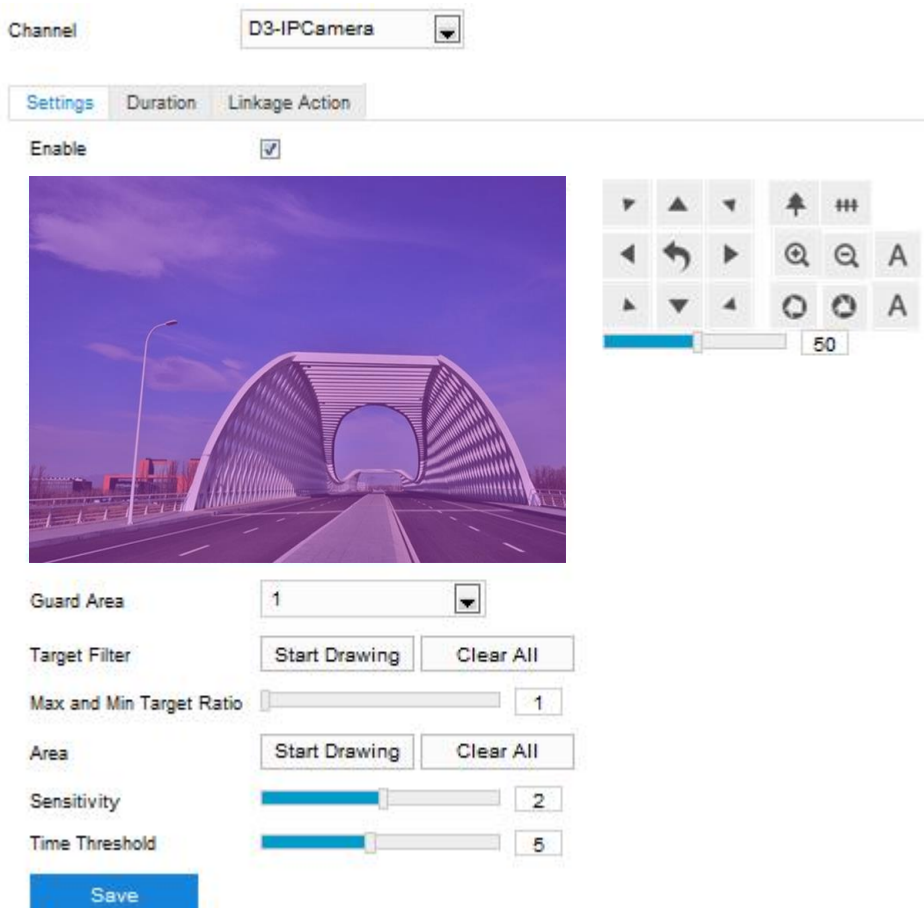 Channel D3-IPCamera
Settings Duration Linkage Action
Enable
A
A
50
Guard Area 1
Target Filter Start Drawing Clear All
Max and Min Target Ratio 1
Area Start Drawing Clear All
Sensitivity 2
Time Threshold 5
Save